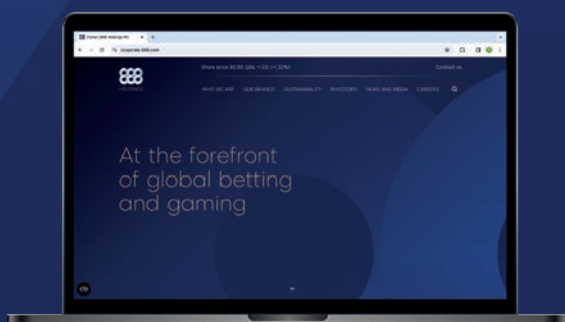 corporate.888.com
888
HOLDINGS
Contact us
WHO WE ARE OUR BRANDS SUSTAINABILITY INVESTORS NEWS AND MEDIA CAREERS
At the forefront
of global betting
and gaming